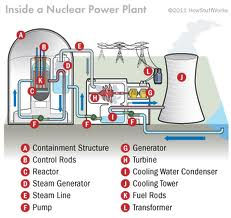 Inside a Nuclear Power Plant
©2011 HowStuffWorks
A
B
C
D
E
F
F
F
G
H
I
J
K
L
A Containment Structure
B Control Rods
C Reactor
D Steam Generator
E Steam Line
F Pump
G Generator
H Turbine
I Cooling Water Condenser
J Cooling Tower
K Fuel Rods
L Transformer